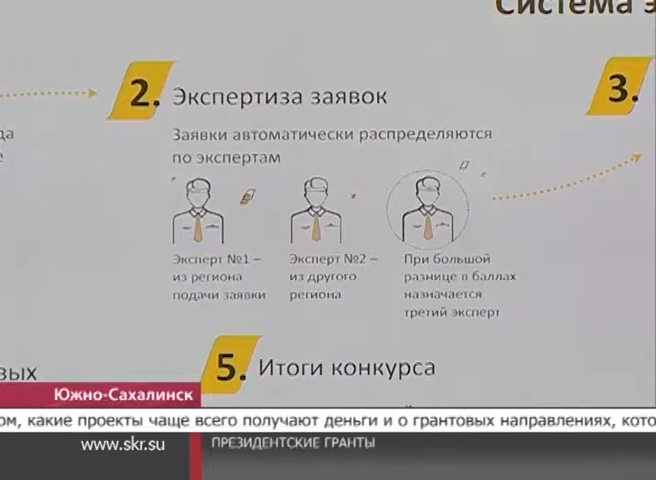 Система э
2. Экспертиза заявок
3.
Заявки автоматически распределяются
по экспертам
Эксперт №1 –
из региона
подачи заявки
Эксперт №2 –
из другого
региона
При большой
разнице в баллах
назначается
третий эксперт
5. Итоги конкурса
вых
Южно-Сахалинск
ом, какие проекты чаще всего получают деньги и о грантовых направлениях, кото
www.skr.su
ПРЕЗИДЕНТСКИЕ ГРАНТЫ